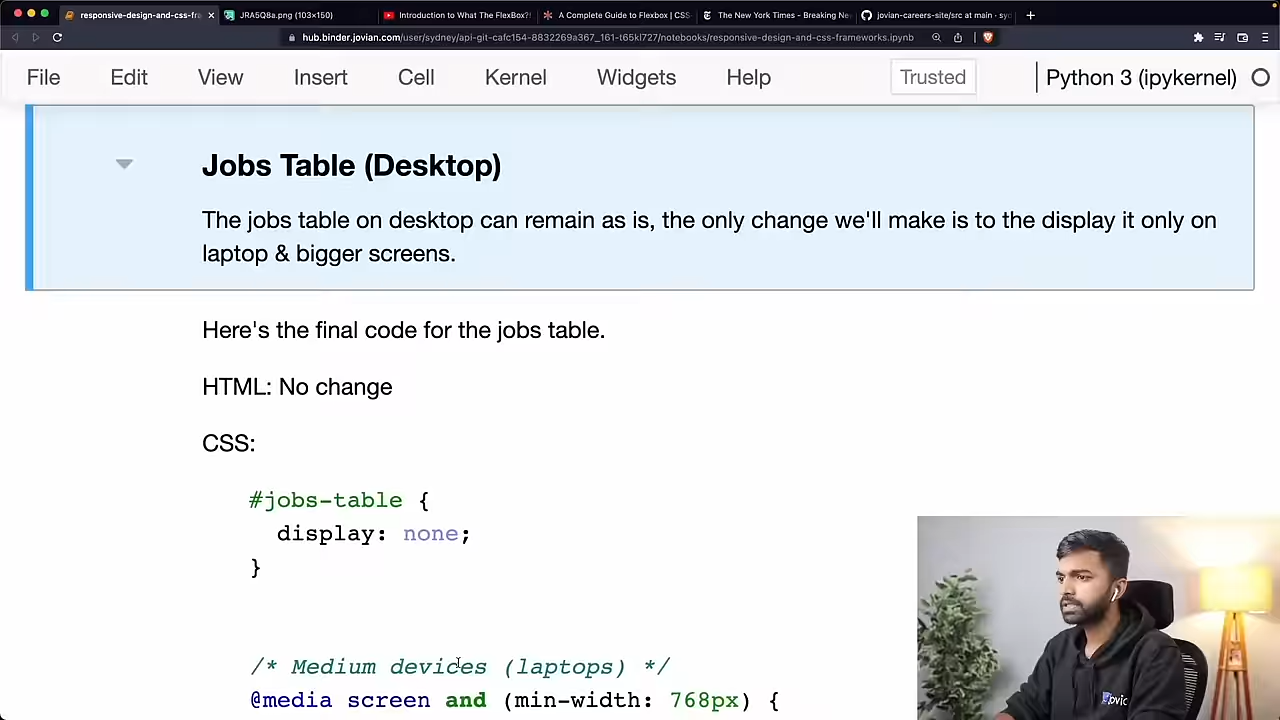 responsive-design-and-css-fra
JRA5Q8a.png (103×150)
Introduction to What The FlexBox?!
A Complete Guide to Flexbox | CSS-
The New York Times - Breaking Ne
jovian-careers-site/src at main · syd
hub.binder.jovian.com/user/sydney/api-git-cafc154-8832269a367_161-t65kl727/notebooks/responsive-design-and-css-frameworks.ipynb
File Edit View Insert Cell Kernel Widgets Help Trusted Python 3 (ipykernel)
Jobs Table (Desktop)
The jobs table on desktop can remain as is, the only change we'll make is to the display it only on
laptop & bigger screens.
Here's the final code for the jobs table.
HTML: No change
CSS:
#jobs-table {
display: none;
}
/* Medium devices (laptops) */
@media screen and (min-width: 768px) {